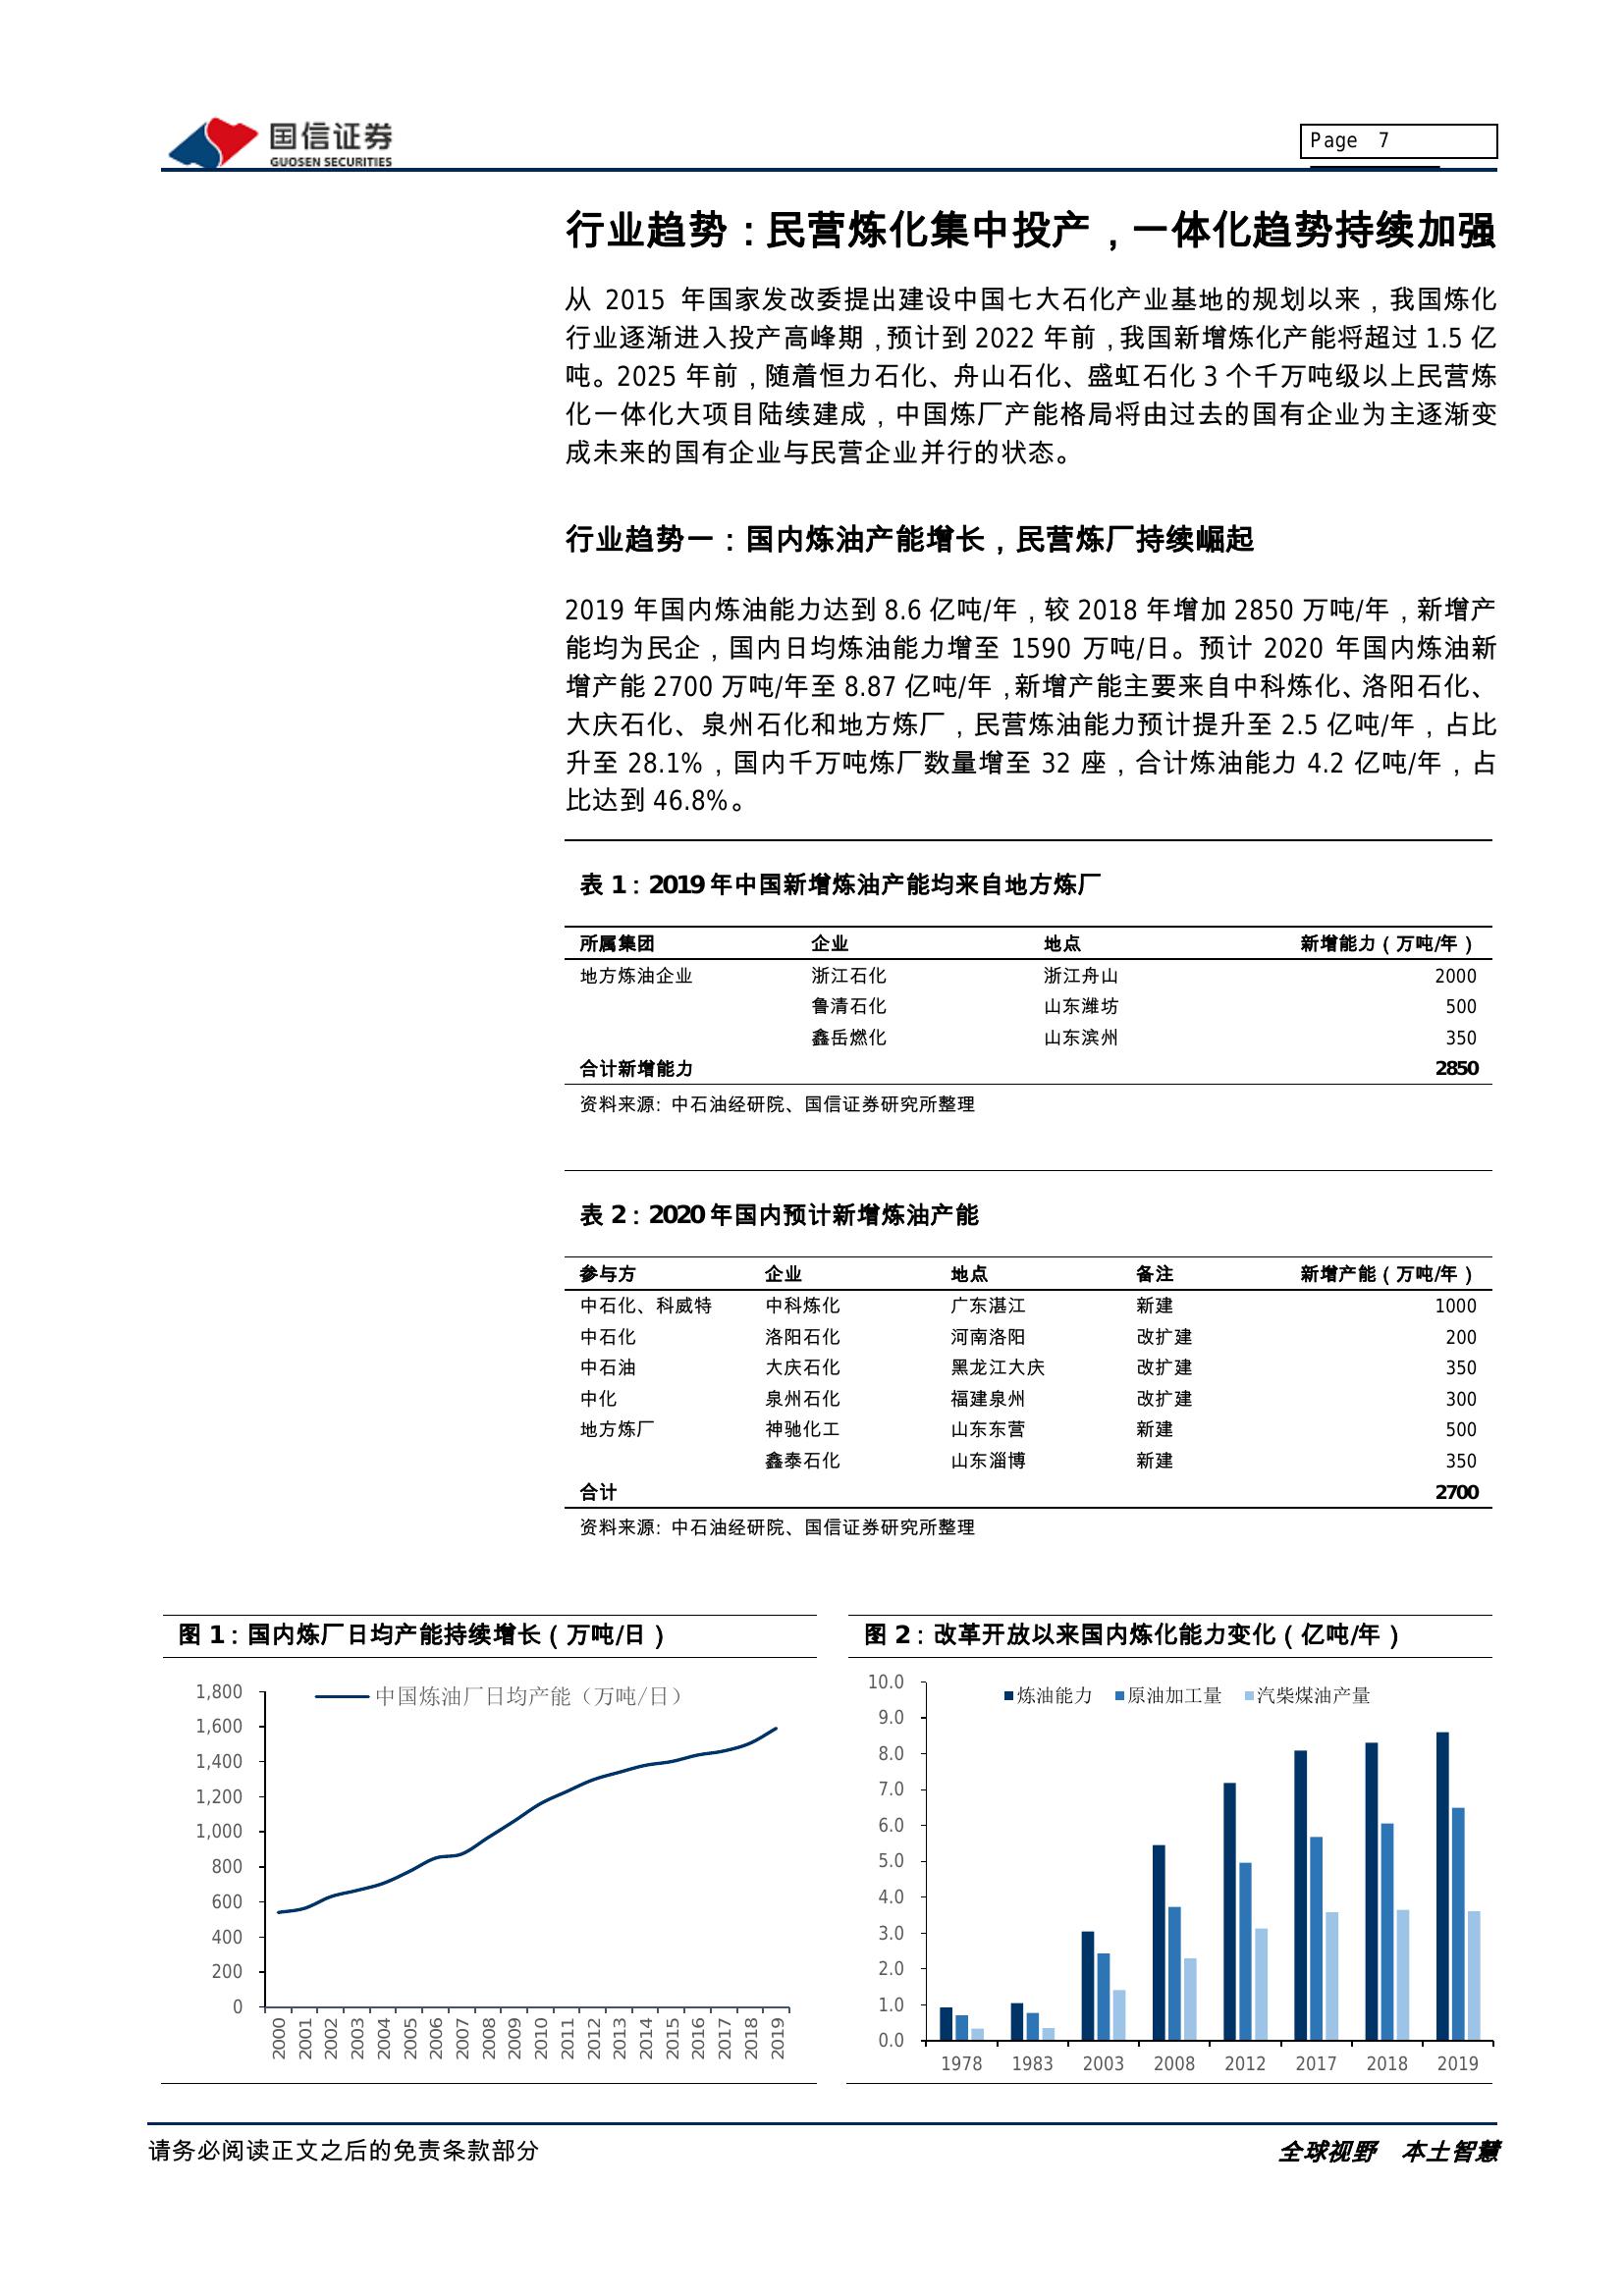 国信证券
GUOSEN SECURITIES
Page 7
行业趋势：民营炼化集中投产，一体化趋势持续加强
从 2015 年国家发改委提出建设中国七大石化产业基地的规划以来，我国炼化
行业逐渐进入投产高峰期，预计到 2022 年前，我国新增炼化产能将超过 1.5 亿
吨。2025 年前，随着恒力石化、舟山石化、盛虹石化 3 个千万吨级以上民营炼
化一体化大项目陆续建成，中国炼厂产能格局将由过去的国有企业为主逐渐变
成未来的国有企业与民营企业并行的状态。
行业趋势一：国内炼油产能增长，民营炼厂持续崛起
2019 年国内炼油能力达到 8.6 亿吨/年，较 2018 年增加 2850 万吨/年，新增产
能均为民企，国内日均炼油能力增至 1590 万吨/日。预计 2020 年国内炼油新
增产能 2700 万吨/年至 8.87 亿吨/年，新增产能主要来自中科炼化、洛阳石化、
大庆石化、泉州石化和地方炼厂，民营炼油能力预计提升至 2.5 亿吨/年，占比
升至 28.1%，国内千万吨炼厂数量增至 32 座，合计炼油能力 4.2 亿吨/年，占
比达到 46.8%。
表 1：2019 年中国新增炼油产能均来自地方炼厂
所属集团 企业 地点 新增能力（万吨/年）
地方炼油企业 浙江石化 浙江舟山 2000
鲁清石化 山东潍坊 500
鑫岳燃化 山东滨州 350
合计新增能力 2850
资料来源：中石油经研院、国信证券研究所整理
表 2：2020 年国内预计新增炼油产能
参与方 企业 地点 备注 新增产能（万吨/年）
中石化、科威特 中科炼化 广东湛江 新建 1000
中石化 洛阳石化 河南洛阳 改扩建 200
中石油 大庆石化 黑龙江大庆 改扩建 350
中化 泉州石化 福建泉州 改扩建 300
地方炼厂 神驰化工 山东东营 新建 500
鑫泰石化 山东淄博 新建 350
合计 2700
资料来源：中石油经研院、国信证券研究所整理
图 1：国内炼厂日均产能持续增长（万吨/日）
中国炼油厂日均产能（万吨/日）
1,800
1,600
1,400
1,200
1,000
800
600
400
200
0
2000 2001 2002 2003 2004 2005 2006 2007 2008 2009 2010 2011 2012 2013 2014 2015 2016 2017 2018 2019
图 2：改革开放以来国内炼化能力变化（亿吨/年）
炼油能力 原油加工量 汽柴煤油产量
10.0
9.0
8.0
7.0
6.0
5.0
4.0
3.0
2.0
1.0
0.0
1978 1983 2003 2008 2012 2017 2018 2019
请务必阅读正文之后的免责条款部分
全球视野 本土智慧